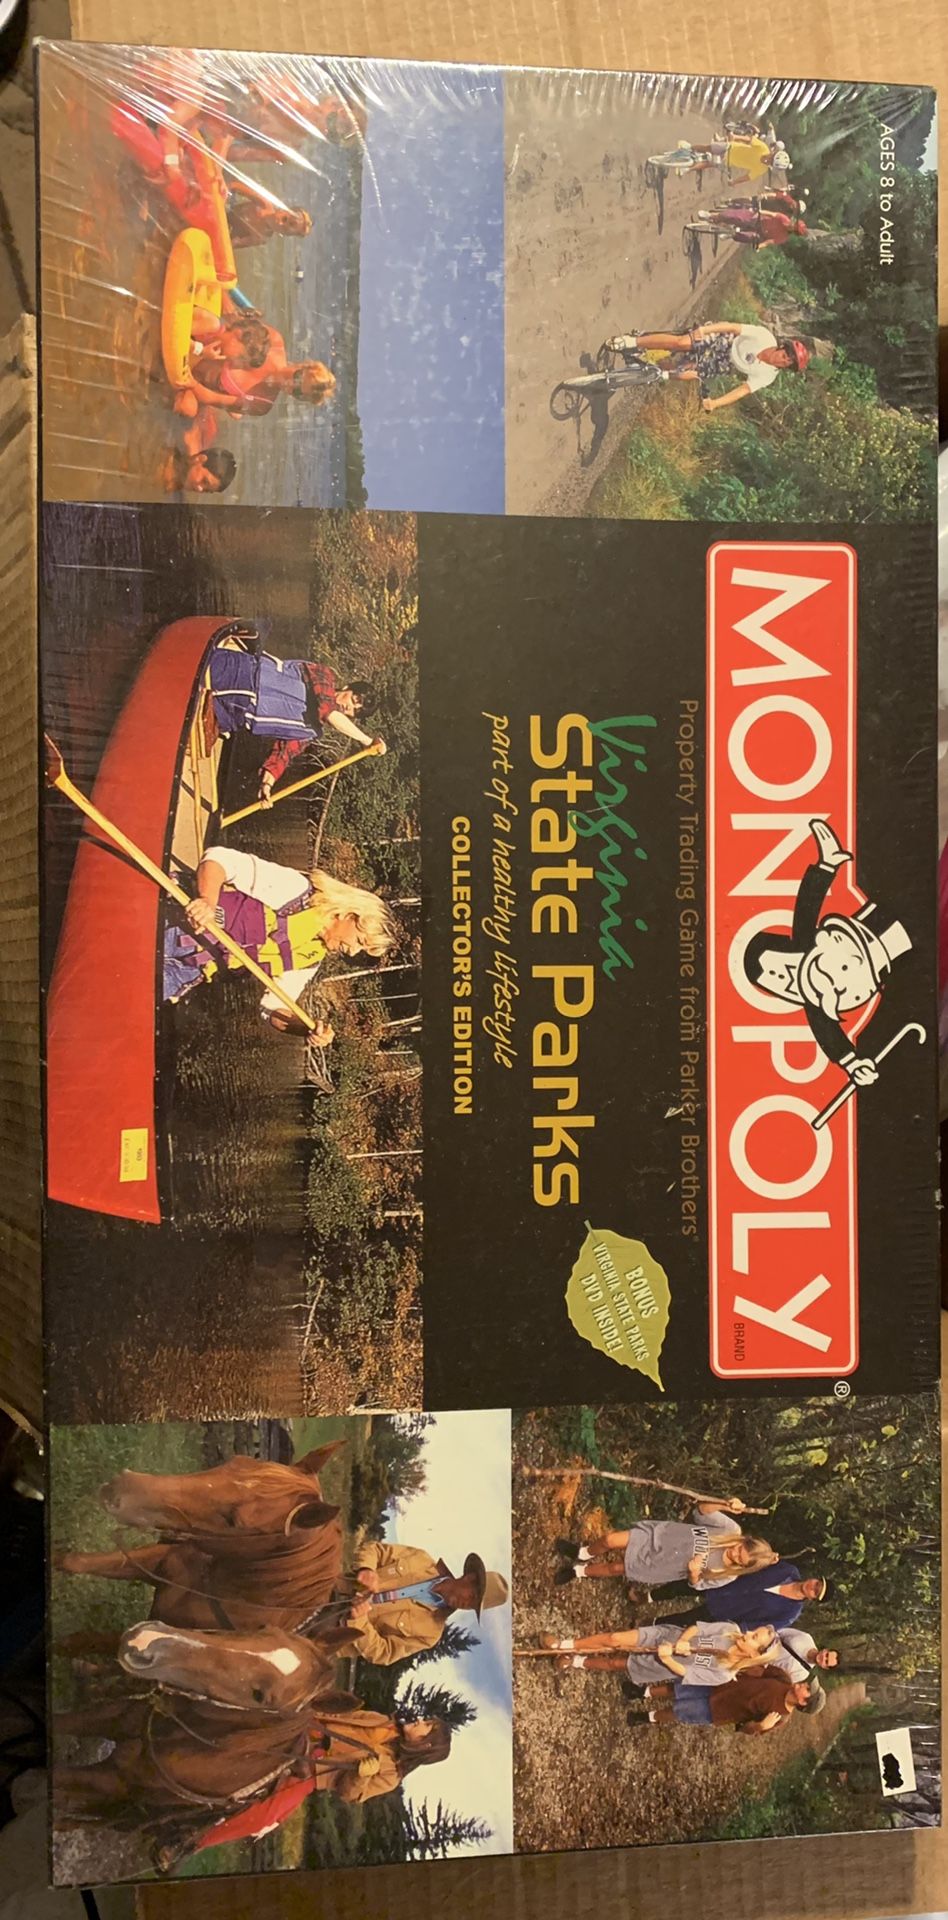 AGES 8 to Adult
MONOPOLY®
BRAND
Property Trading Game from Parker Brothers®
Virginia
State Parks
part of a healthy lifestyle
COLLECTOR'S EDITION
BONUS
VIRGINIA STATE PARKS
DVD INSIDE!